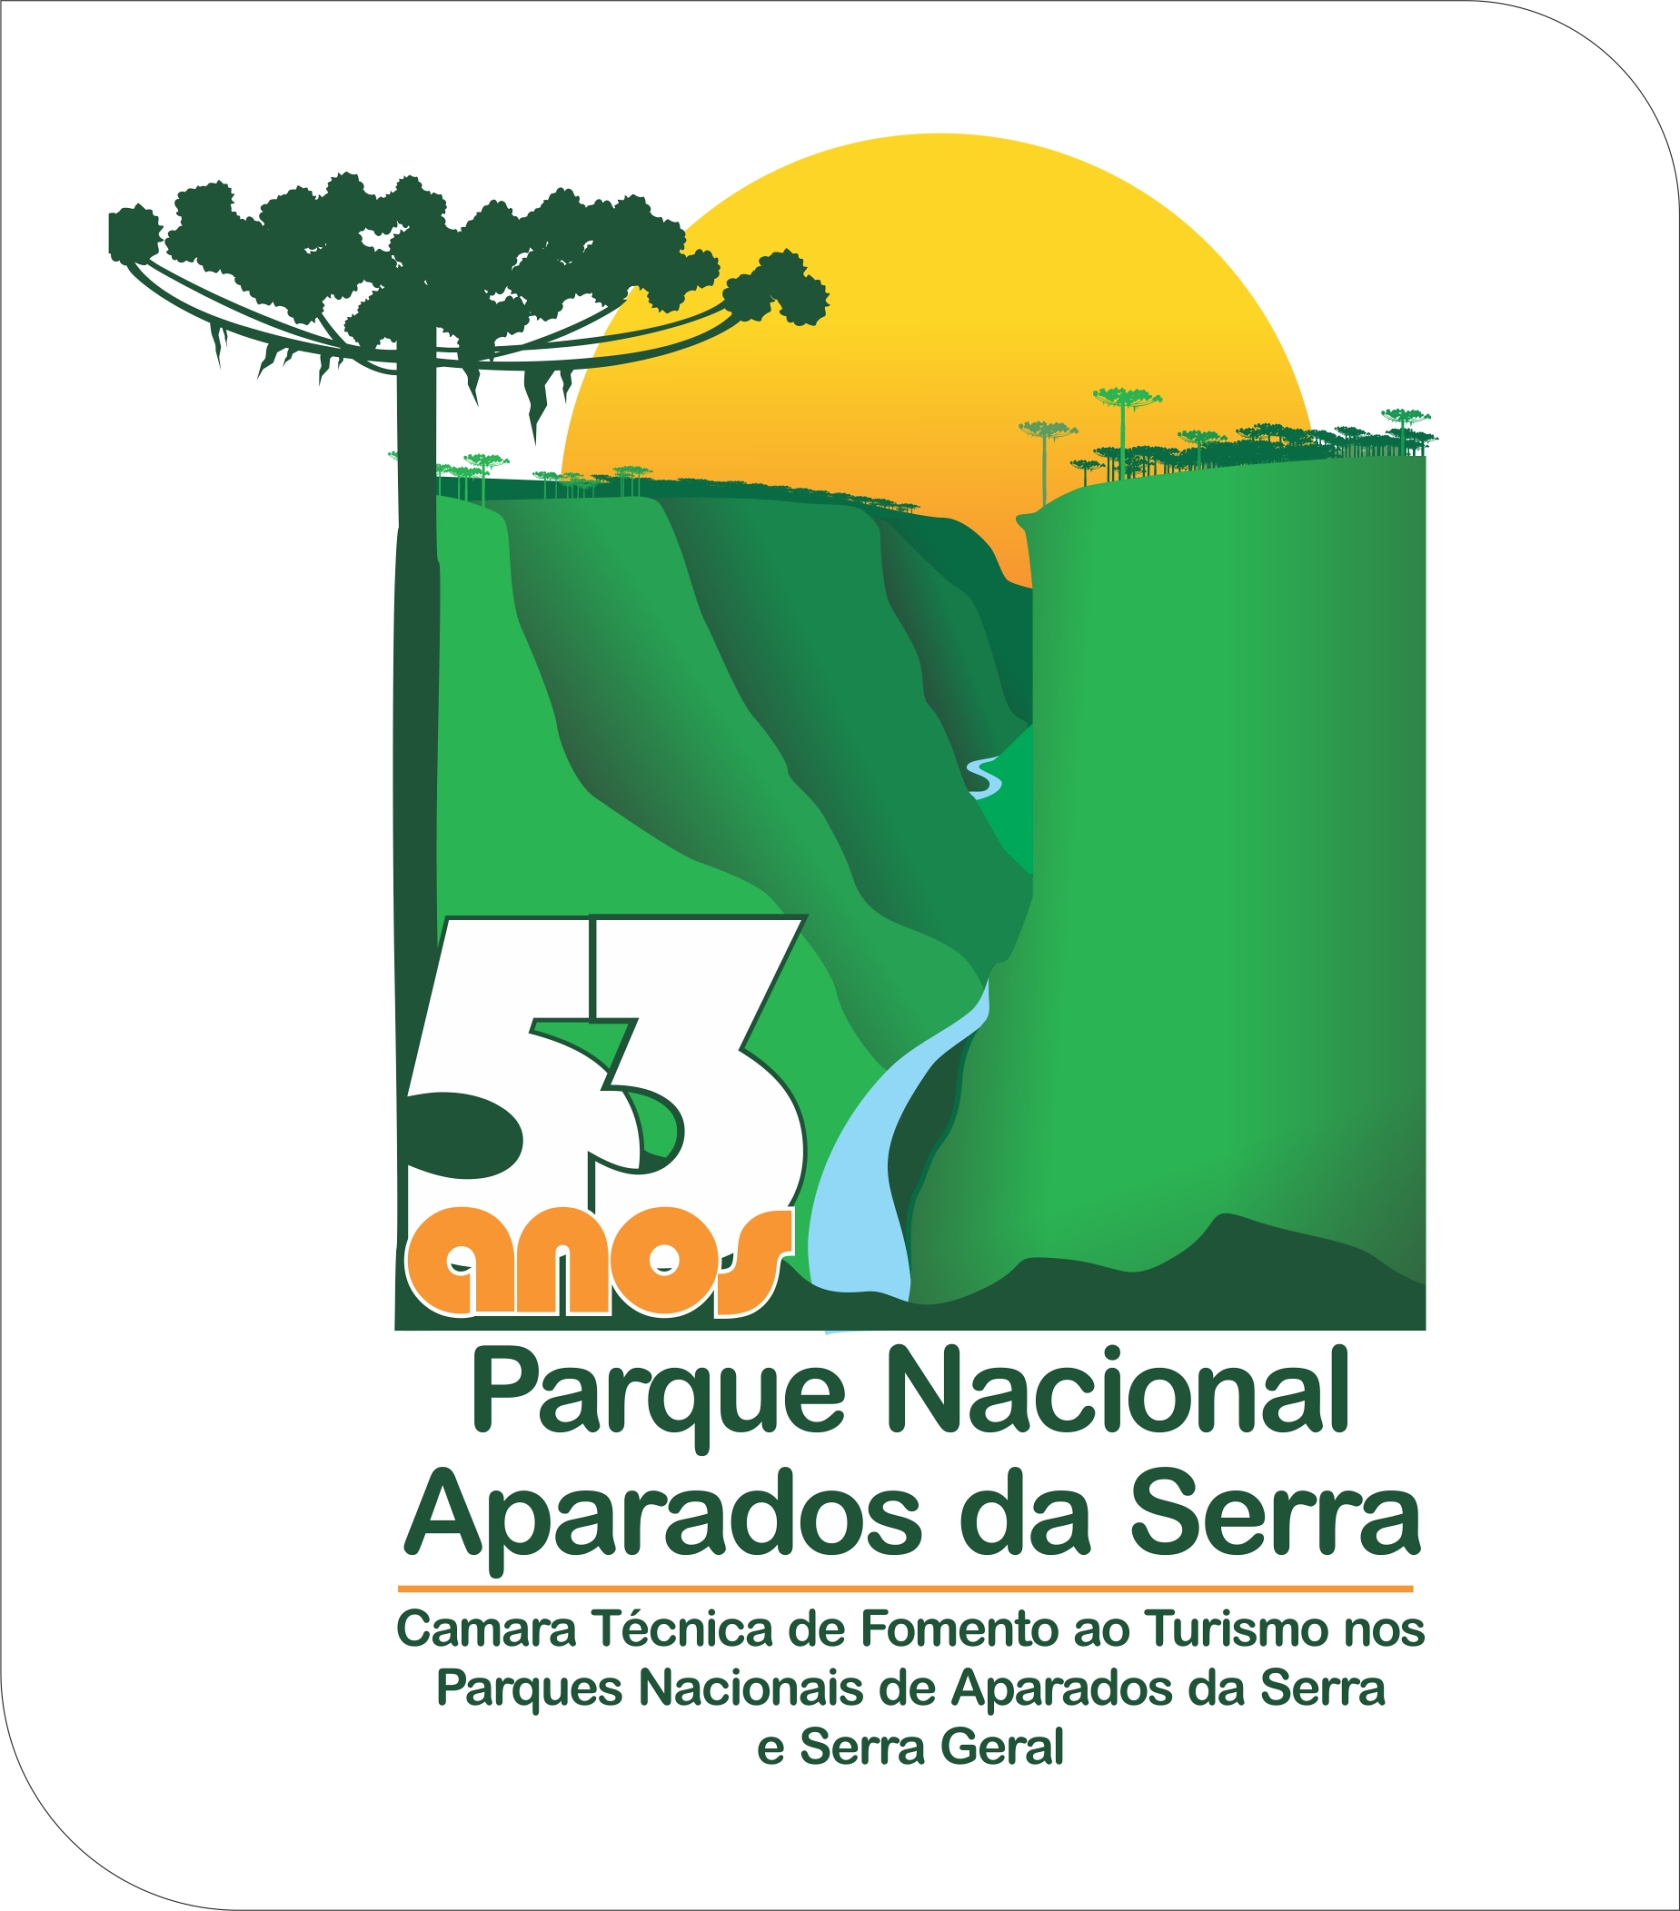 53
anos
Parque Nacional
Aparados da Serra
Camara Técnica de Fomento ao Turismo nos
Parques Nacionais de Aparados da Serra
e Serra Geral